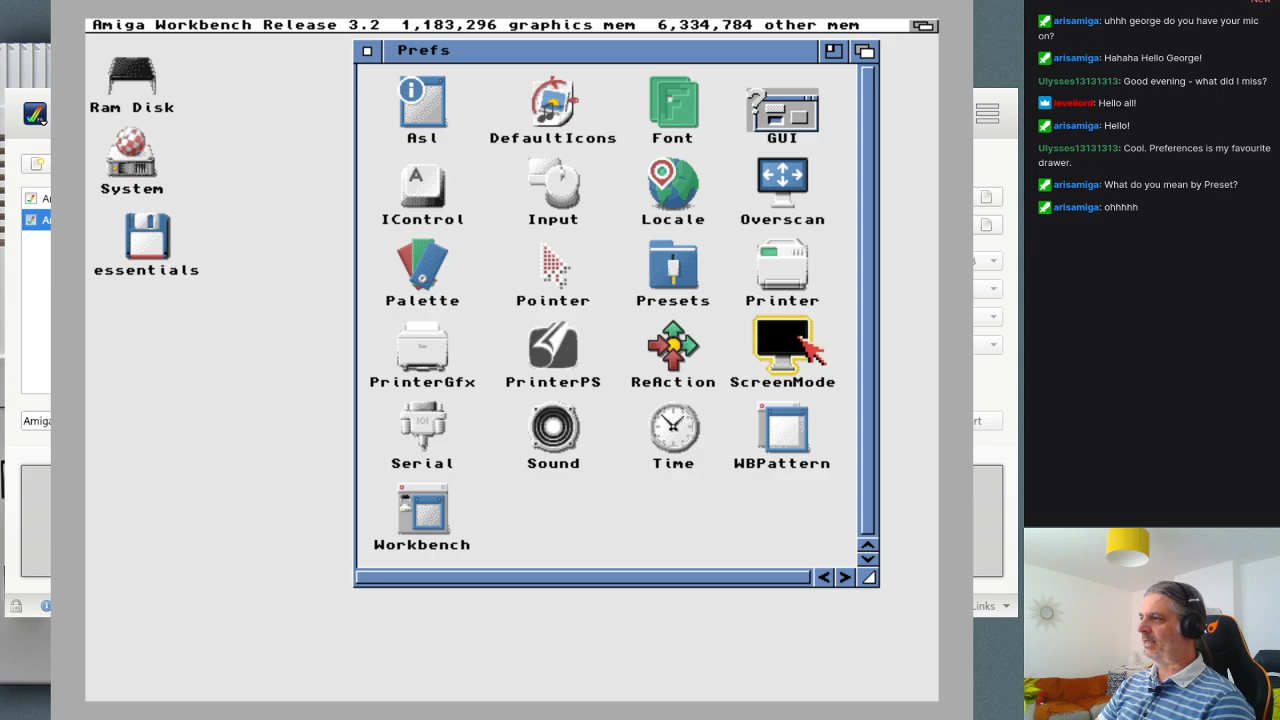 Amiga Workbench Release 3.2  1,183,296 graphics mem  6,334,784 other mem
Prefs
Ram Disk
System
essentials
Asl
DefaultIcons
Font
GUI
IControl
Input
Locale
Overscan
Palette
Pointer
Presets
Printer
PrinterGfx
PrinterPS
ReAction
ScreenMode
Serial
Sound
Time
WBPattern
Workbench
Amiga
Links
New
arisamiga: uhhh george do you have your mic
on?
arisamiga: Hahaha Hello George!
Ulysses13131313: Good evening - what did I miss?
levellord: Hello all!
arisamiga: Hello!
Ulysses13131313: Cool. Preferences is my favourite
drawer.
arisamiga: What do you mean by Preset?
arisamiga: ohhhhh